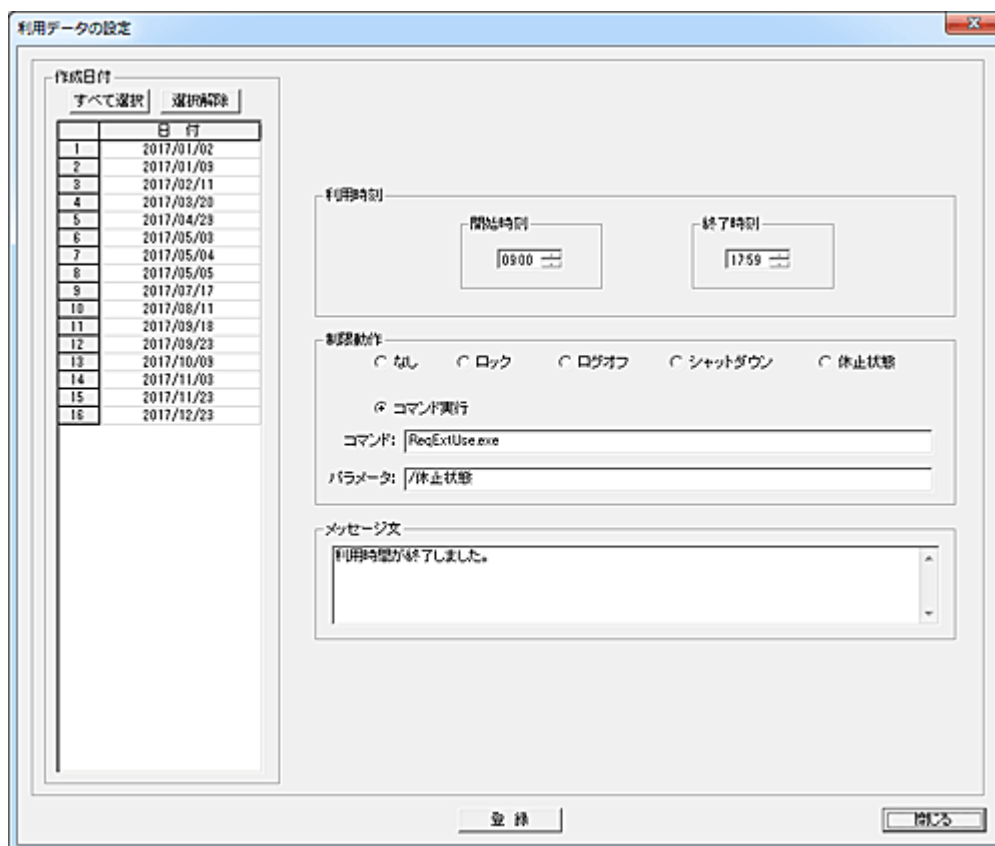 利用データの設定
作成日付
すべて選択 選択解除
日 付
1 2017/01/02
2 2017/01/09
3 2017/02/11
4 2017/03/20
5 2017/04/29
6 2017/05/03
7 2017/05/04
8 2017/05/05
9 2017/07/17
10 2017/08/11
11 2017/09/18
12 2017/09/23
13 2017/10/09
14 2017/11/03
15 2017/11/23
16 2017/12/23
利用時刻
開始時刻 終了時刻
09:00 17:59
制限動作
なし ロック ログオフ シャットダウン 休止状態
コマンド実行
コマンド: ReqExtUse.exe
パラメータ: /休止状態
メッセージ文
利用時間が終了しました。
登 録 閉じる